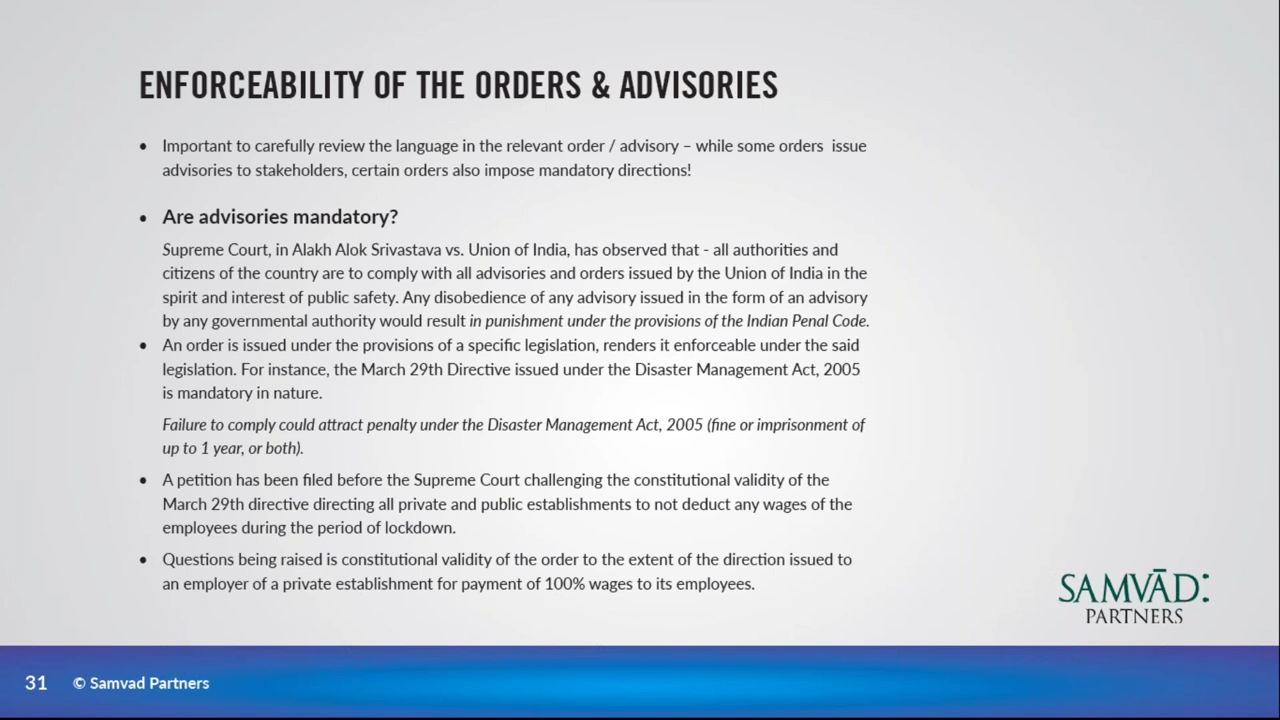 ENFORCEABILITY OF THE ORDERS & ADVISORIES
• Important to carefully review the language in the relevant order / advisory – while some orders issue
advisories to stakeholders, certain orders also impose mandatory directions!
• Are advisories mandatory?
Supreme Court, in Alakh Alok Srivastava vs. Union of India, has observed that - all authorities and
citizens of the country are to comply with all advisories and orders issued by the Union of India in the
spirit and interest of public safety. Any disobedience of any advisory issued in the form of an advisory
by any governmental authority would result in punishment under the provisions of the Indian Penal Code.
• An order is issued under the provisions of a specific legislation, renders it enforceable under the said
legislation. For instance, the March 29th Directive issued under the Disaster Management Act, 2005
is mandatory in nature.
Failure to comply could attract penalty under the Disaster Management Act, 2005 (fine or imprisonment of
up to 1 year, or both).
• A petition has been filed before the Supreme Court challenging the constitutional validity of the
March 29th directive directing all private and public establishments to not deduct any wages of the
employees during the period of lockdown.
• Questions being raised is constitutional validity of the order to the extent of the direction issued to
an employer of a private establishment for payment of 100% wages to its employees.
SAMVĀD:
PARTNERS
31 © Samvad Partners